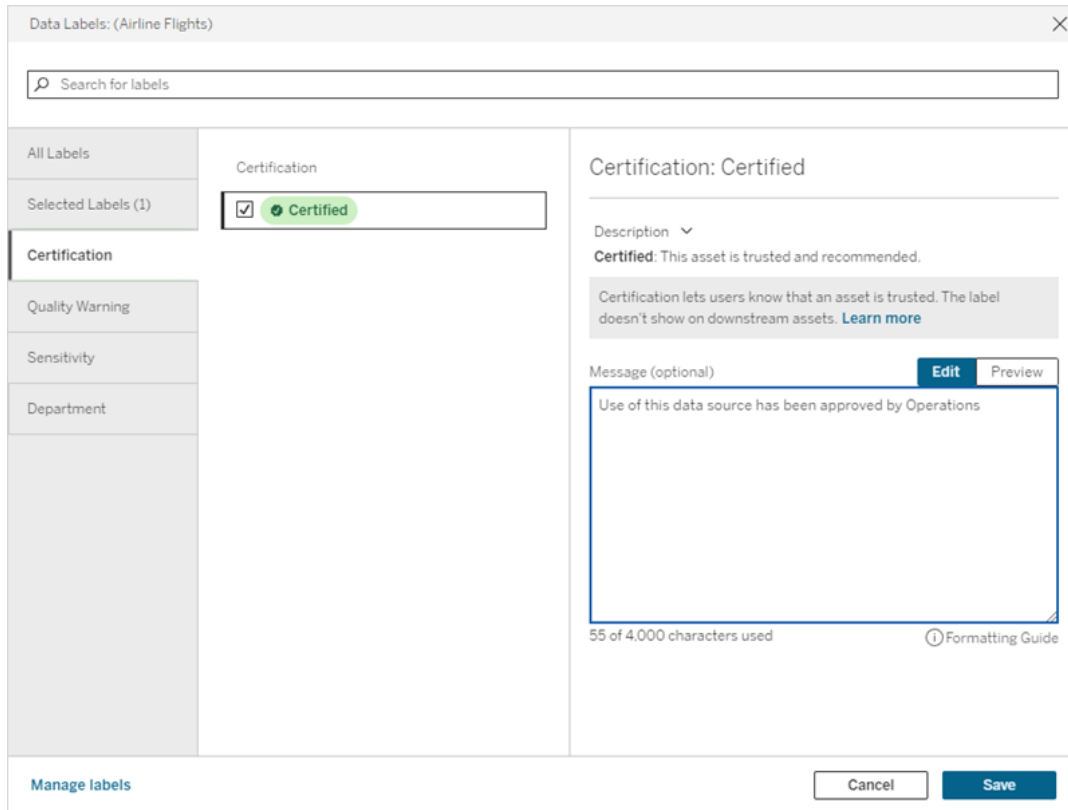 Data Labels: (Airline Flights)
Search for labels
All Labels
Selected Labels (1)
Certification
Quality Warning
Sensitivity
Department
Certification
Certified
Certification: Certified
Description
Certified: This asset is trusted and recommended.
Certification lets users know that an asset is trusted. The label
doesn't show on downstream assets. Learn more
Message (optional)
Edit
Preview
Use of this data source has been approved by Operations
55 of 4,000 characters used
Formatting Guide
Manage labels
Cancel
Save